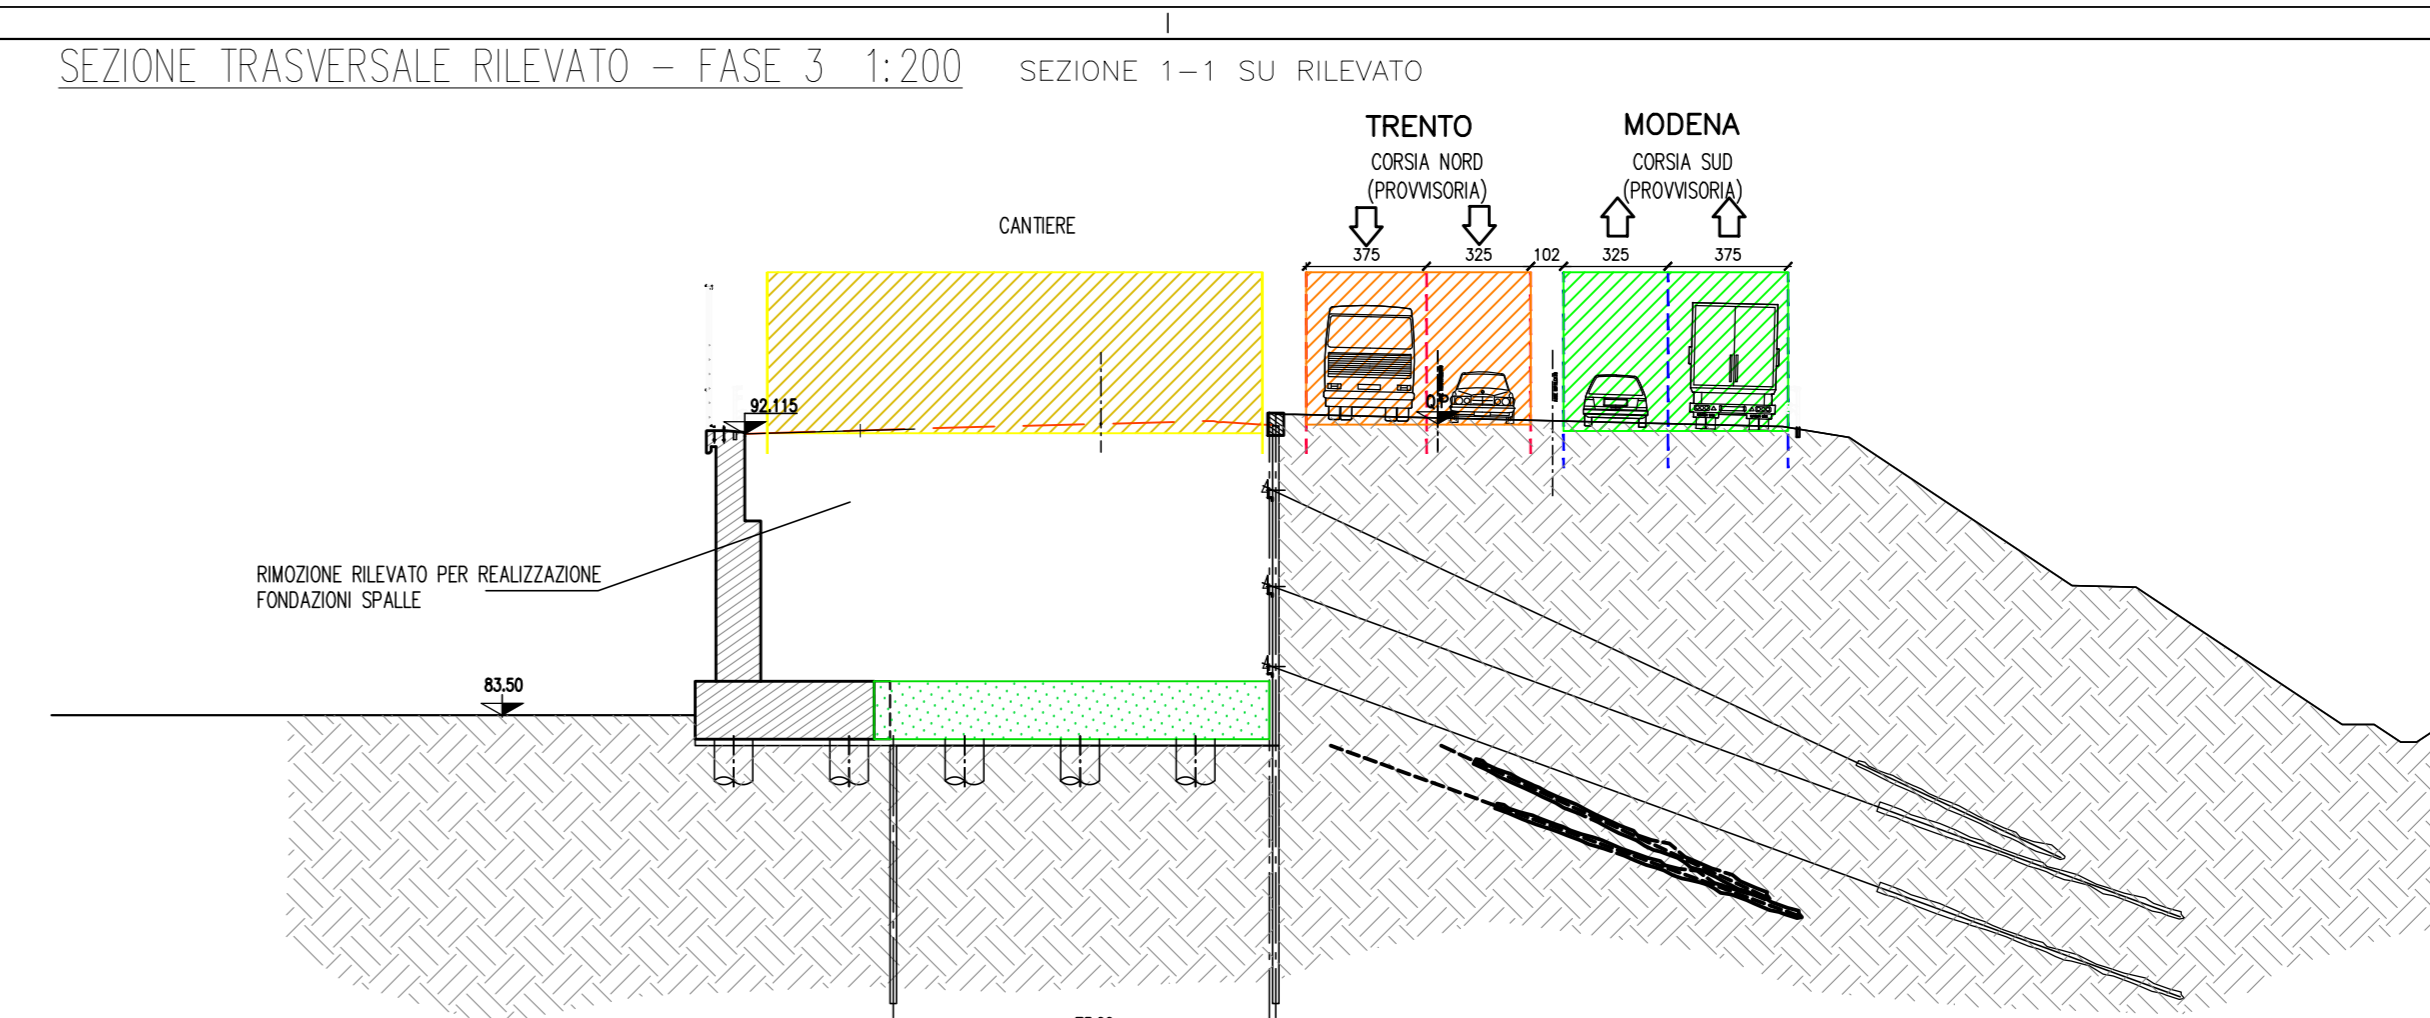 SEZIONE TRASVERSALE RILEVATO - FASE 3 1:200
SEZIONE 1-1 SU RILEVATO
TRENTO
CORSIA NORD
(PROVVISORIA)
MODENA
CORSIA SUD
(PROVVISORIA)
CANTIERE
375 325 102 325 375
92.115
RIMOZIONE RILEVATO PER REALIZZAZIONE
FONDAZIONI SPALLE
83.50